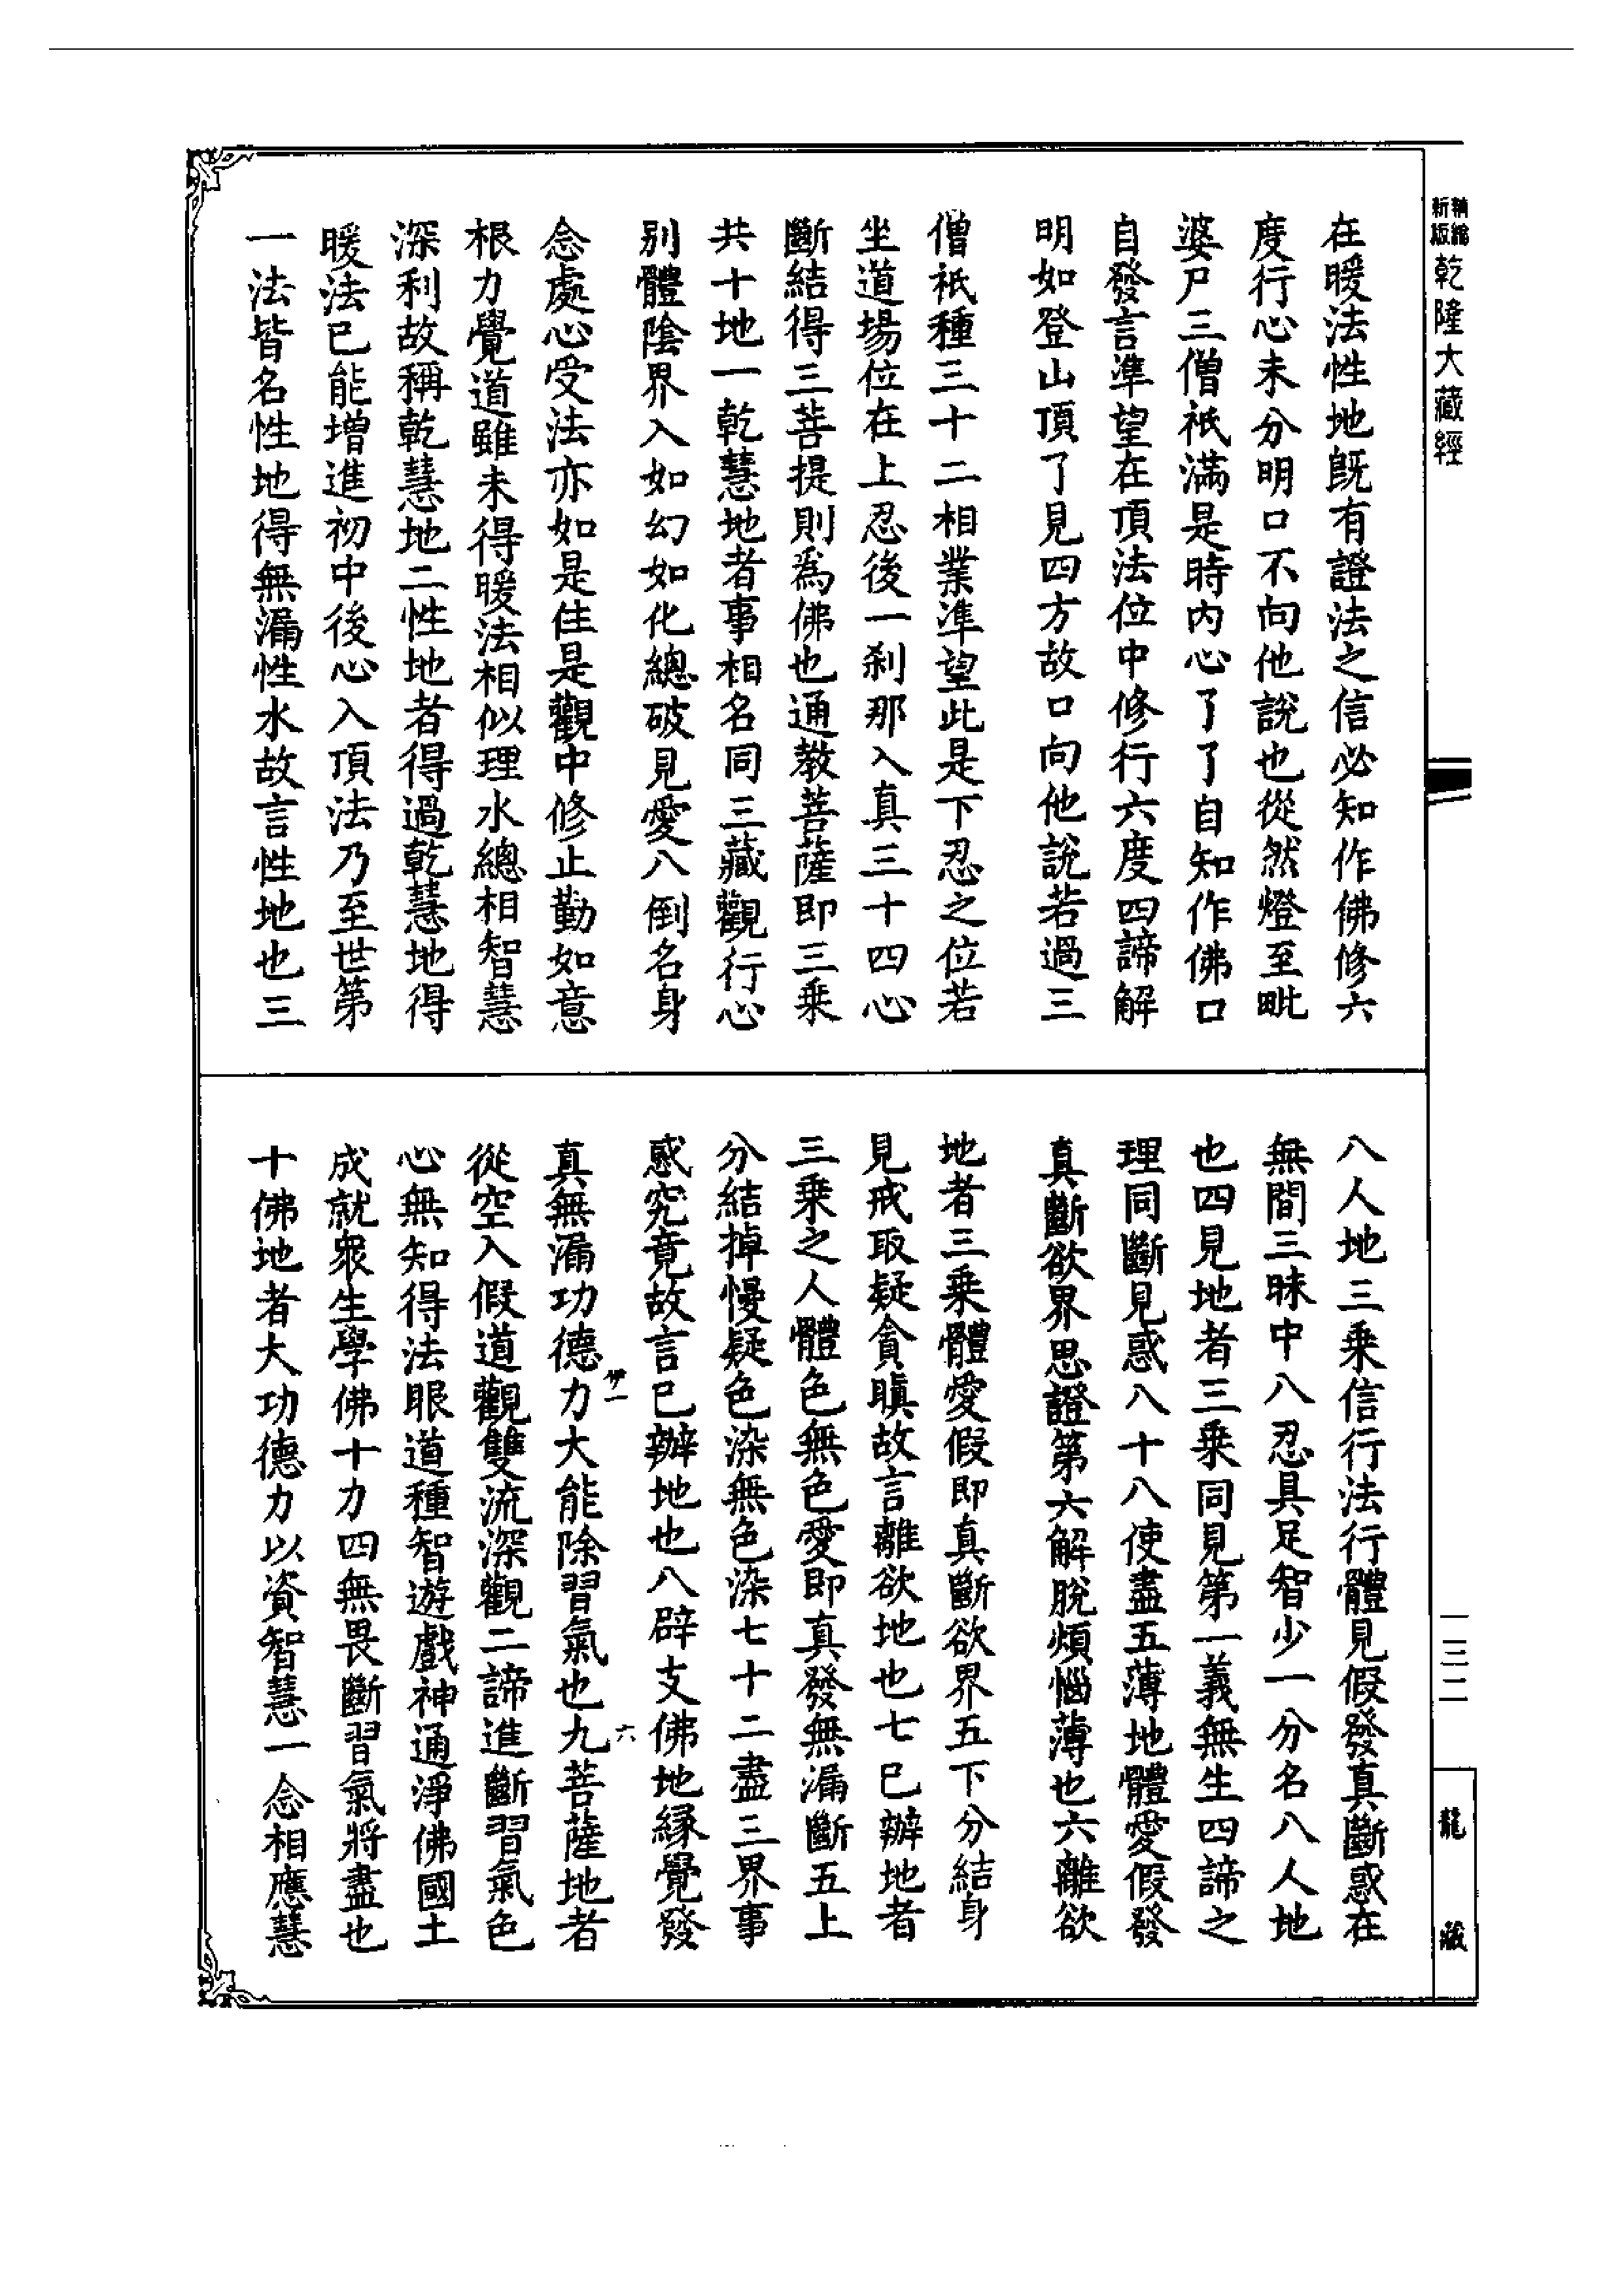 精縮新版乾隆大藏經
在暖法性地既有證法之信必知作佛修六
度行心未分明口不向他說也從然燈至毗
婆尸三僧祇滿是時内心了了自知作佛口
自發言準望在頂法位中修行六度四諦解
明如登山頂了見四方故口向他說若過三
僧祇種三十二相業準望此是下忍之位若
坐道場位在上忍後一刹那入真三十四心
斷結得三菩提則爲佛也通教菩薩即三乗
共十地一乾慧地者事相名同三藏觀行心
别體陰界入如幻如化總破見愛八倒名身
念處心受法亦如是住是觀中修止勤如意
根力覺道雖未得暖法相似理水總相智慧
深利故稱乾慧地二性地者得過乾慧地得
暖法已能增進初中後心入頂法乃至世第
一法皆名性地得無漏性水故言性地也三
八人地三乗信行法行體見假發真斷惑在
無間三昧中八忍具足智少一分名八人地
也四見地者三乗同見第一義無生四諦之
理同斷見惑八十八使盡五薄地體愛假發
真斷欲界思證第六解脫煩惱薄也六離欲
地者三乗體愛假即真斷欲界五下分結身
見戒取疑貪瞋故言離欲地也七已辦地者
三乗之人體色無色愛即真發無漏斷五上
分結掉慢疑色染無色染七十二盡三界事
惑究竟故言已辦地也八辟支佛地緣覺發
真無漏功德力大能除習氣也九菩薩地者
六
從空入假道觀雙流深觀二諦進斷習氣色
心無知得法眼道種智遊戲神通淨佛國土
成就衆生學佛十力四無畏斷習氣將盡也
十佛地者大功德力以資智慧一念相應慧
一三二
龍藏